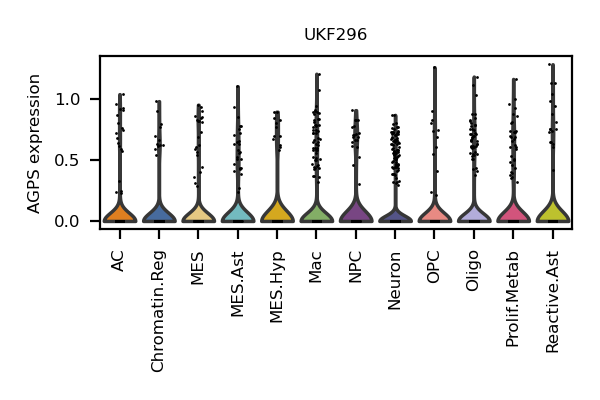 UKF296
AGPS expression
1.0
0.5
0.0
AC
Chromatin.Reg
MES
MES.Ast
MES.Hyp
Mac
NPC
Neuron
OPC
Oligo
Prolif.Metab
Reactive.Ast